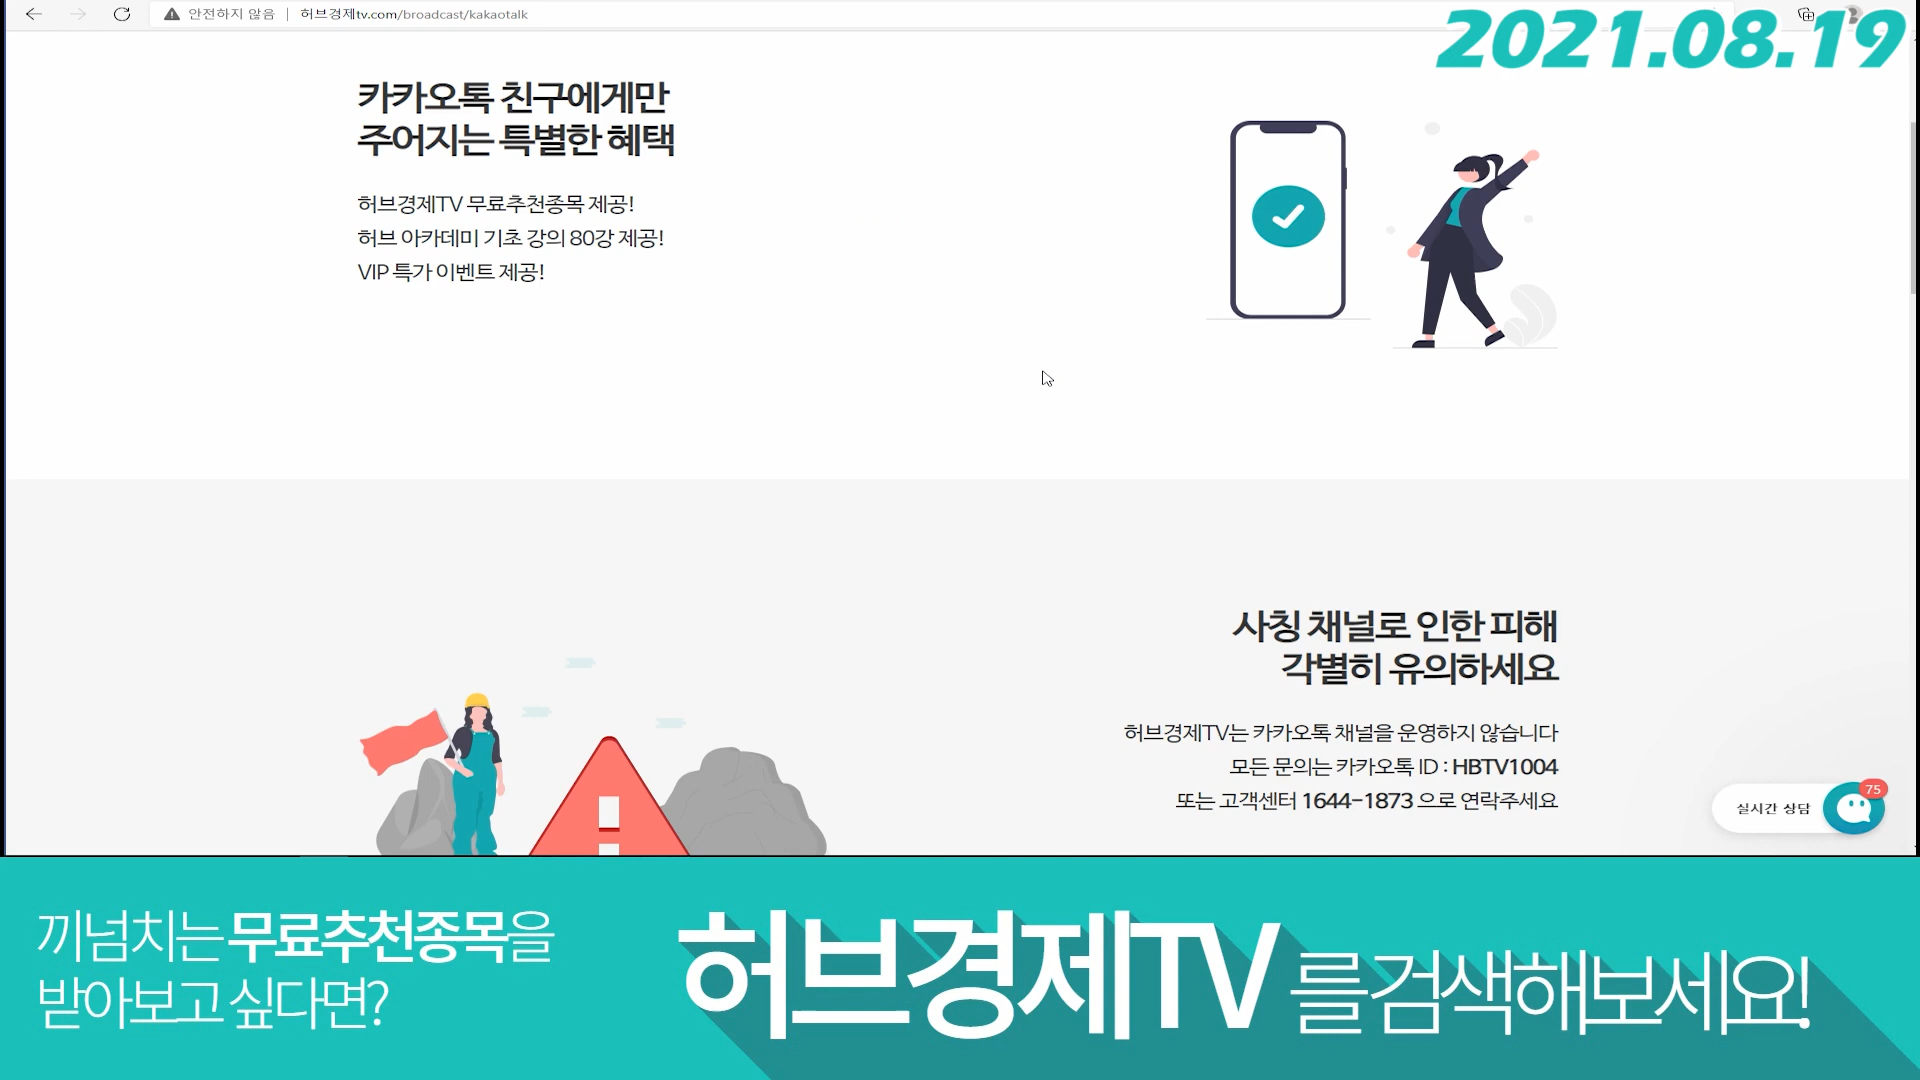 안전하지 않음 | 허브경제tv.com/broadcast/kakaotalk
2021.08.19
카카오톡 친구에게만
주어지는 특별한 혜택
허브경제TV 무료추천종목 제공!
허브 아카데미 기초 강의 80강 제공!
VIP 특가 이벤트 제공!
사칭 채널로 인한 피해
각별히 유의하세요
허브경제TV는 카카오톡 채널을 운영하지 않습니다
모든 문의는 카카오톡 ID : HBTV1004
또는 고객센터 1644-1873 으로 연락주세요
실시간 상담
75
끼넘치는 무료추천종목을
받아보고 싶다면?
허브경제TV를 검색해보세요!